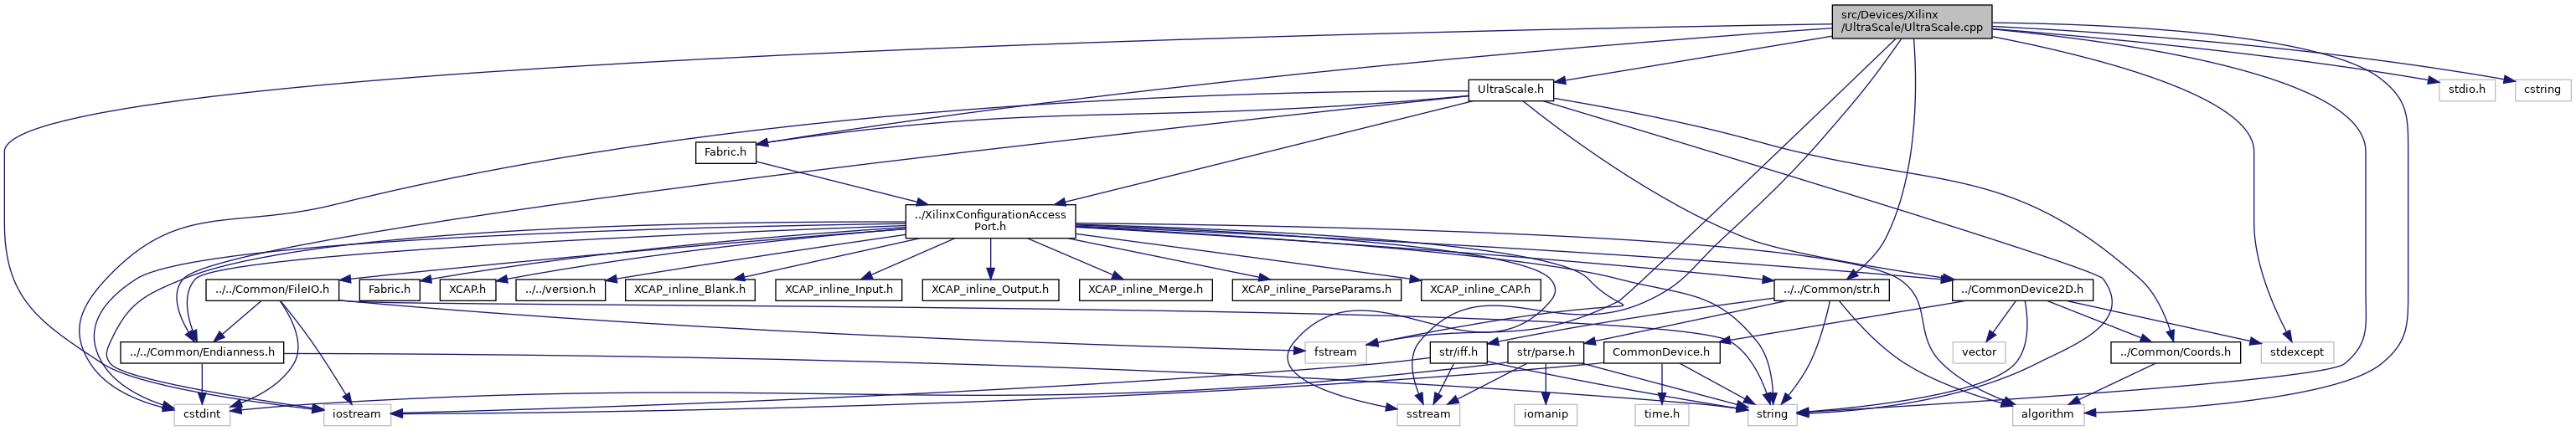 src/Devices/Xilinx
/UltraScale/UltraScale.cpp
UltraScale.h
stdio.h
cstring
Fabric.h
../XilinxConfigurationAccess
Port.h
../../Common/FileIO.h
Fabric.h
XCAP.h
../../version.h
XCAP_inline_Blank.h
XCAP_inline_Input.h
XCAP_inline_Output.h
XCAP_inline_Merge.h
XCAP_inline_ParseParams.h
XCAP_inline_CAP.h
../../Common/str.h
../CommonDevice2D.h
../../Common/Endianness.h
fstream
str/iff.h
str/parse.h
CommonDevice.h
vector
../Common/Coords.h
stdexcept
cstdint
iostream
sstream
iomanip
time.h
string
algorithm